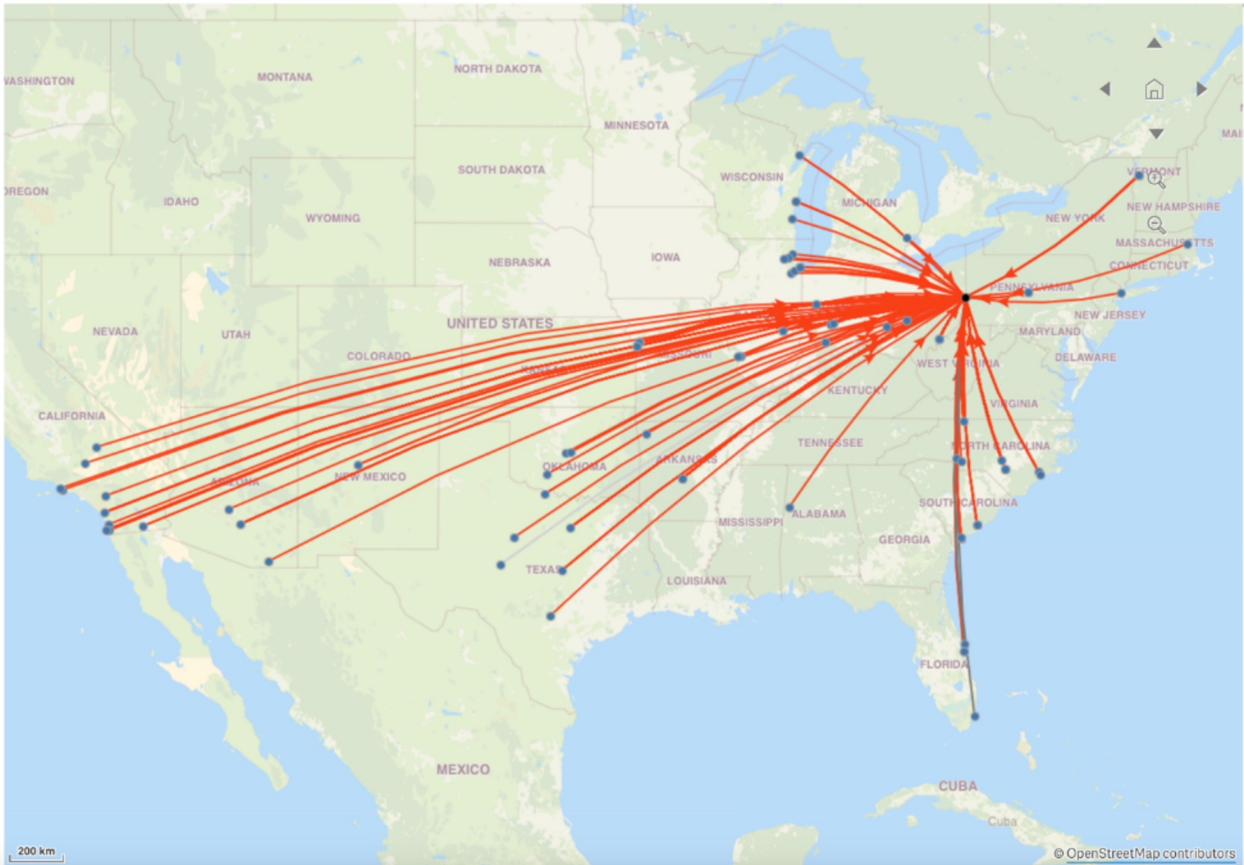 WASHINGTON
MONTANA
NORTH DAKOTA
MINNESOTA
MAI
OREGON
IDAHO
SOUTH DAKOTA
WISCONSIN
VERMONT
WYOMING
MICHIGAN
NEW YORK
NEW HAMPSHIRE
MASSACHUSETTS
NEBRASKA
IOWA
CONNECTICUT
PENNSYLVANIA
NEVADA
UTAH
UNITED STATES
NEW JERSEY
COLORADO
MISSOURI
MARYLAND
DELAWARE
KANSAS
WEST VIRGINIA
KENTUCKY
CALIFORNIA
VIRGINIA
TENNESSEE
NORTH CAROLINA
ARIZONA
NEW MEXICO
OKLAHOMA
ARKANSAS
SOUTH CAROLINA
MISSISSIPPI
ALABAMA
GEORGIA
TEXAS
LOUISIANA
FLORIDA
MEXICO
CUBA
Cuba
200 km
© OpenStreetMap contributors